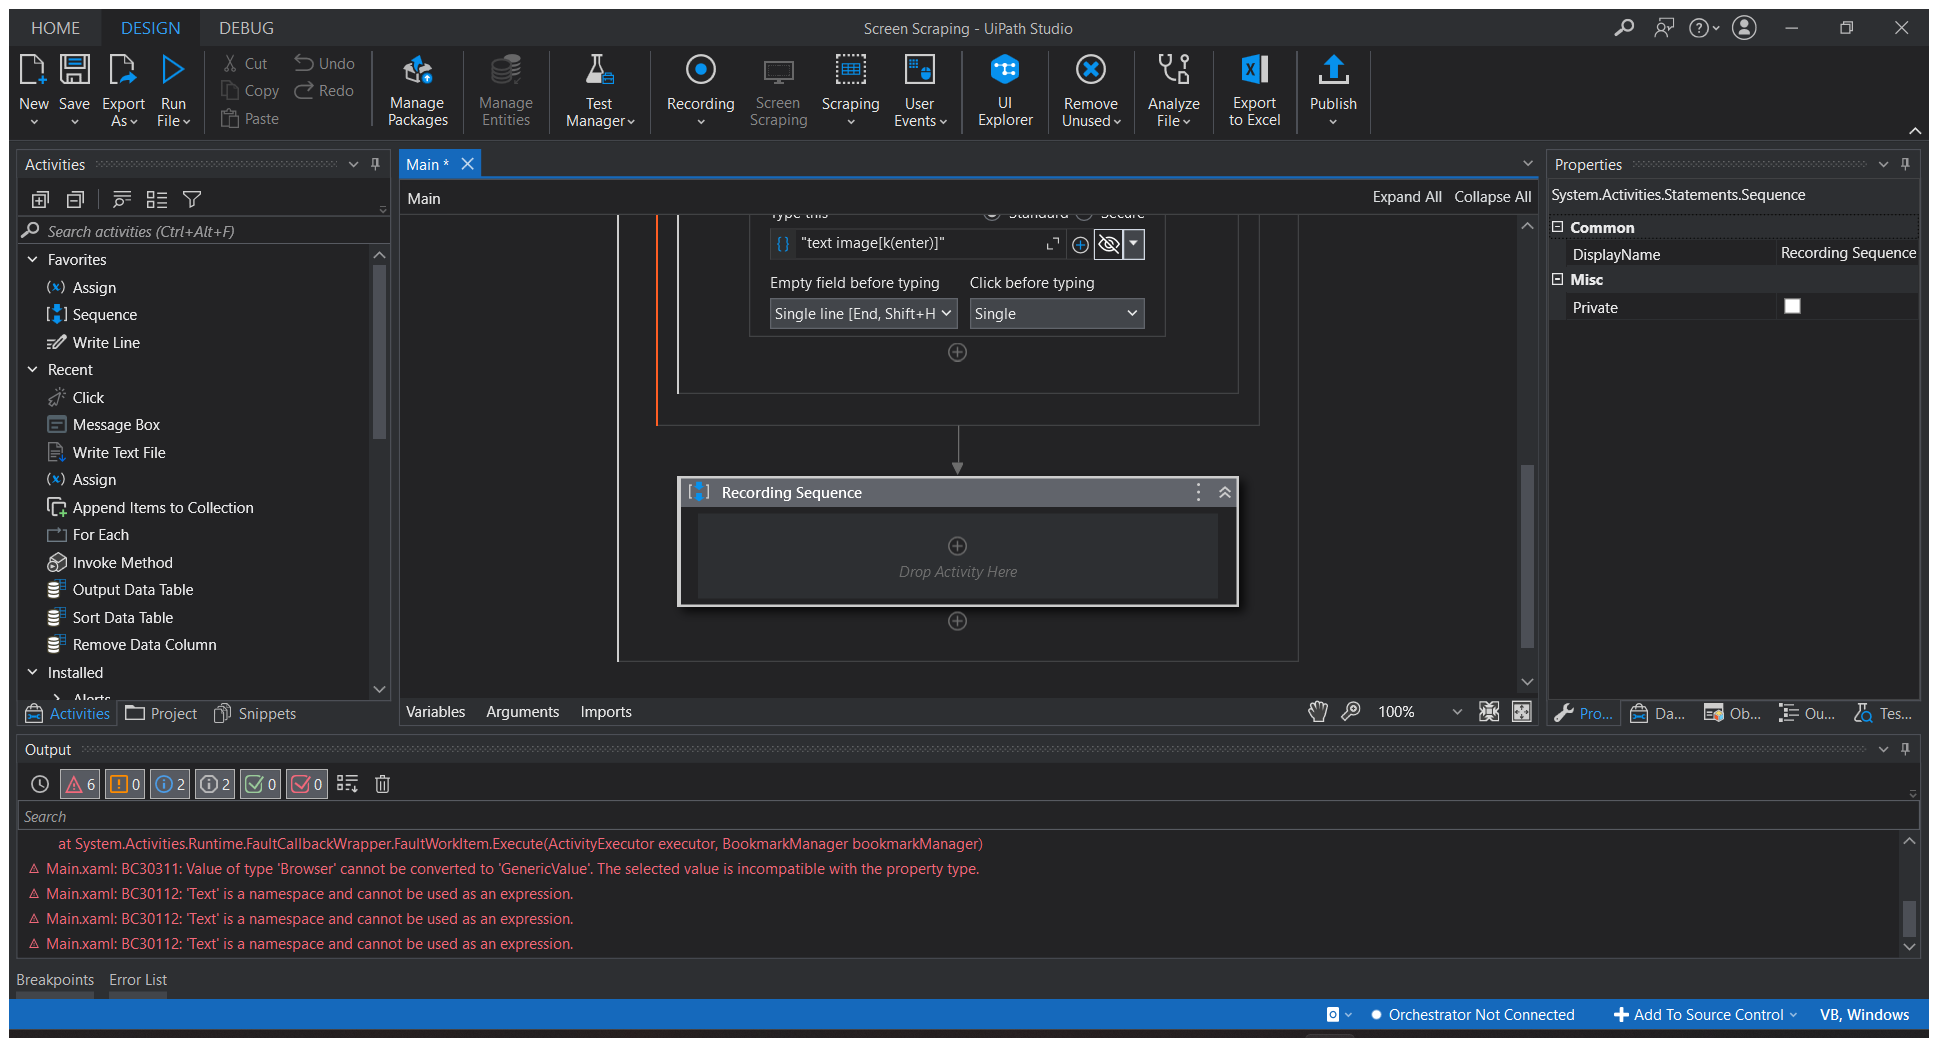 HOME DESIGN DEBUG
Screen Scraping - UiPath Studio
New
Save
Export As
Run File
Cut
Copy
Paste
Undo
Redo
Manage Packages
Manage Entities
Test Manager
Recording
Screen Scraping
Scraping
User Events
UI Explorer
Remove Unused
Analyze File
Export to Excel
Publish
Activities
Search activities (Ctrl+Alt+F)
Favorites
Assign
Sequence
Write Line
Recent
Click
Message Box
Write Text File
Assign
Append Items to Collection
For Each
Invoke Method
Output Data Table
Sort Data Table
Remove Data Column
Installed
Alerts
Activities Project Snippets
Main *
Main
Expand All Collapse All
Type this Standard Secure
"text image[k(enter)]"
Empty field before typing Click before typing
Single line [End, Shift+H Single
Recording Sequence
Drop Activity Here
Variables Arguments Imports
100%
Properties
System.Activities.Statements.Sequence
Common
DisplayName Recording Sequence
Misc
Private
Pro... Da... Ob... Ou... Tes...
Output
6 0 2 2 0 0
Search
at System.Activities.Runtime.FaultCallbackWrapper.FaultWorkItem.Execute(ActivityExecutor executor, BookmarkManager bookmarkManager)
Main.xaml: BC30311: Value of type 'Browser' cannot be converted to 'GenericValue'. The selected value is incompatible with the property type.
Main.xaml: BC30112: 'Text' is a namespace and cannot be used as an expression.
Main.xaml: BC30112: 'Text' is a namespace and cannot be used as an expression.
Main.xaml: BC30112: 'Text' is a namespace and cannot be used as an expression.
Breakpoints Error List
Orchestrator Not Connected Add To Source Control VB, Windows